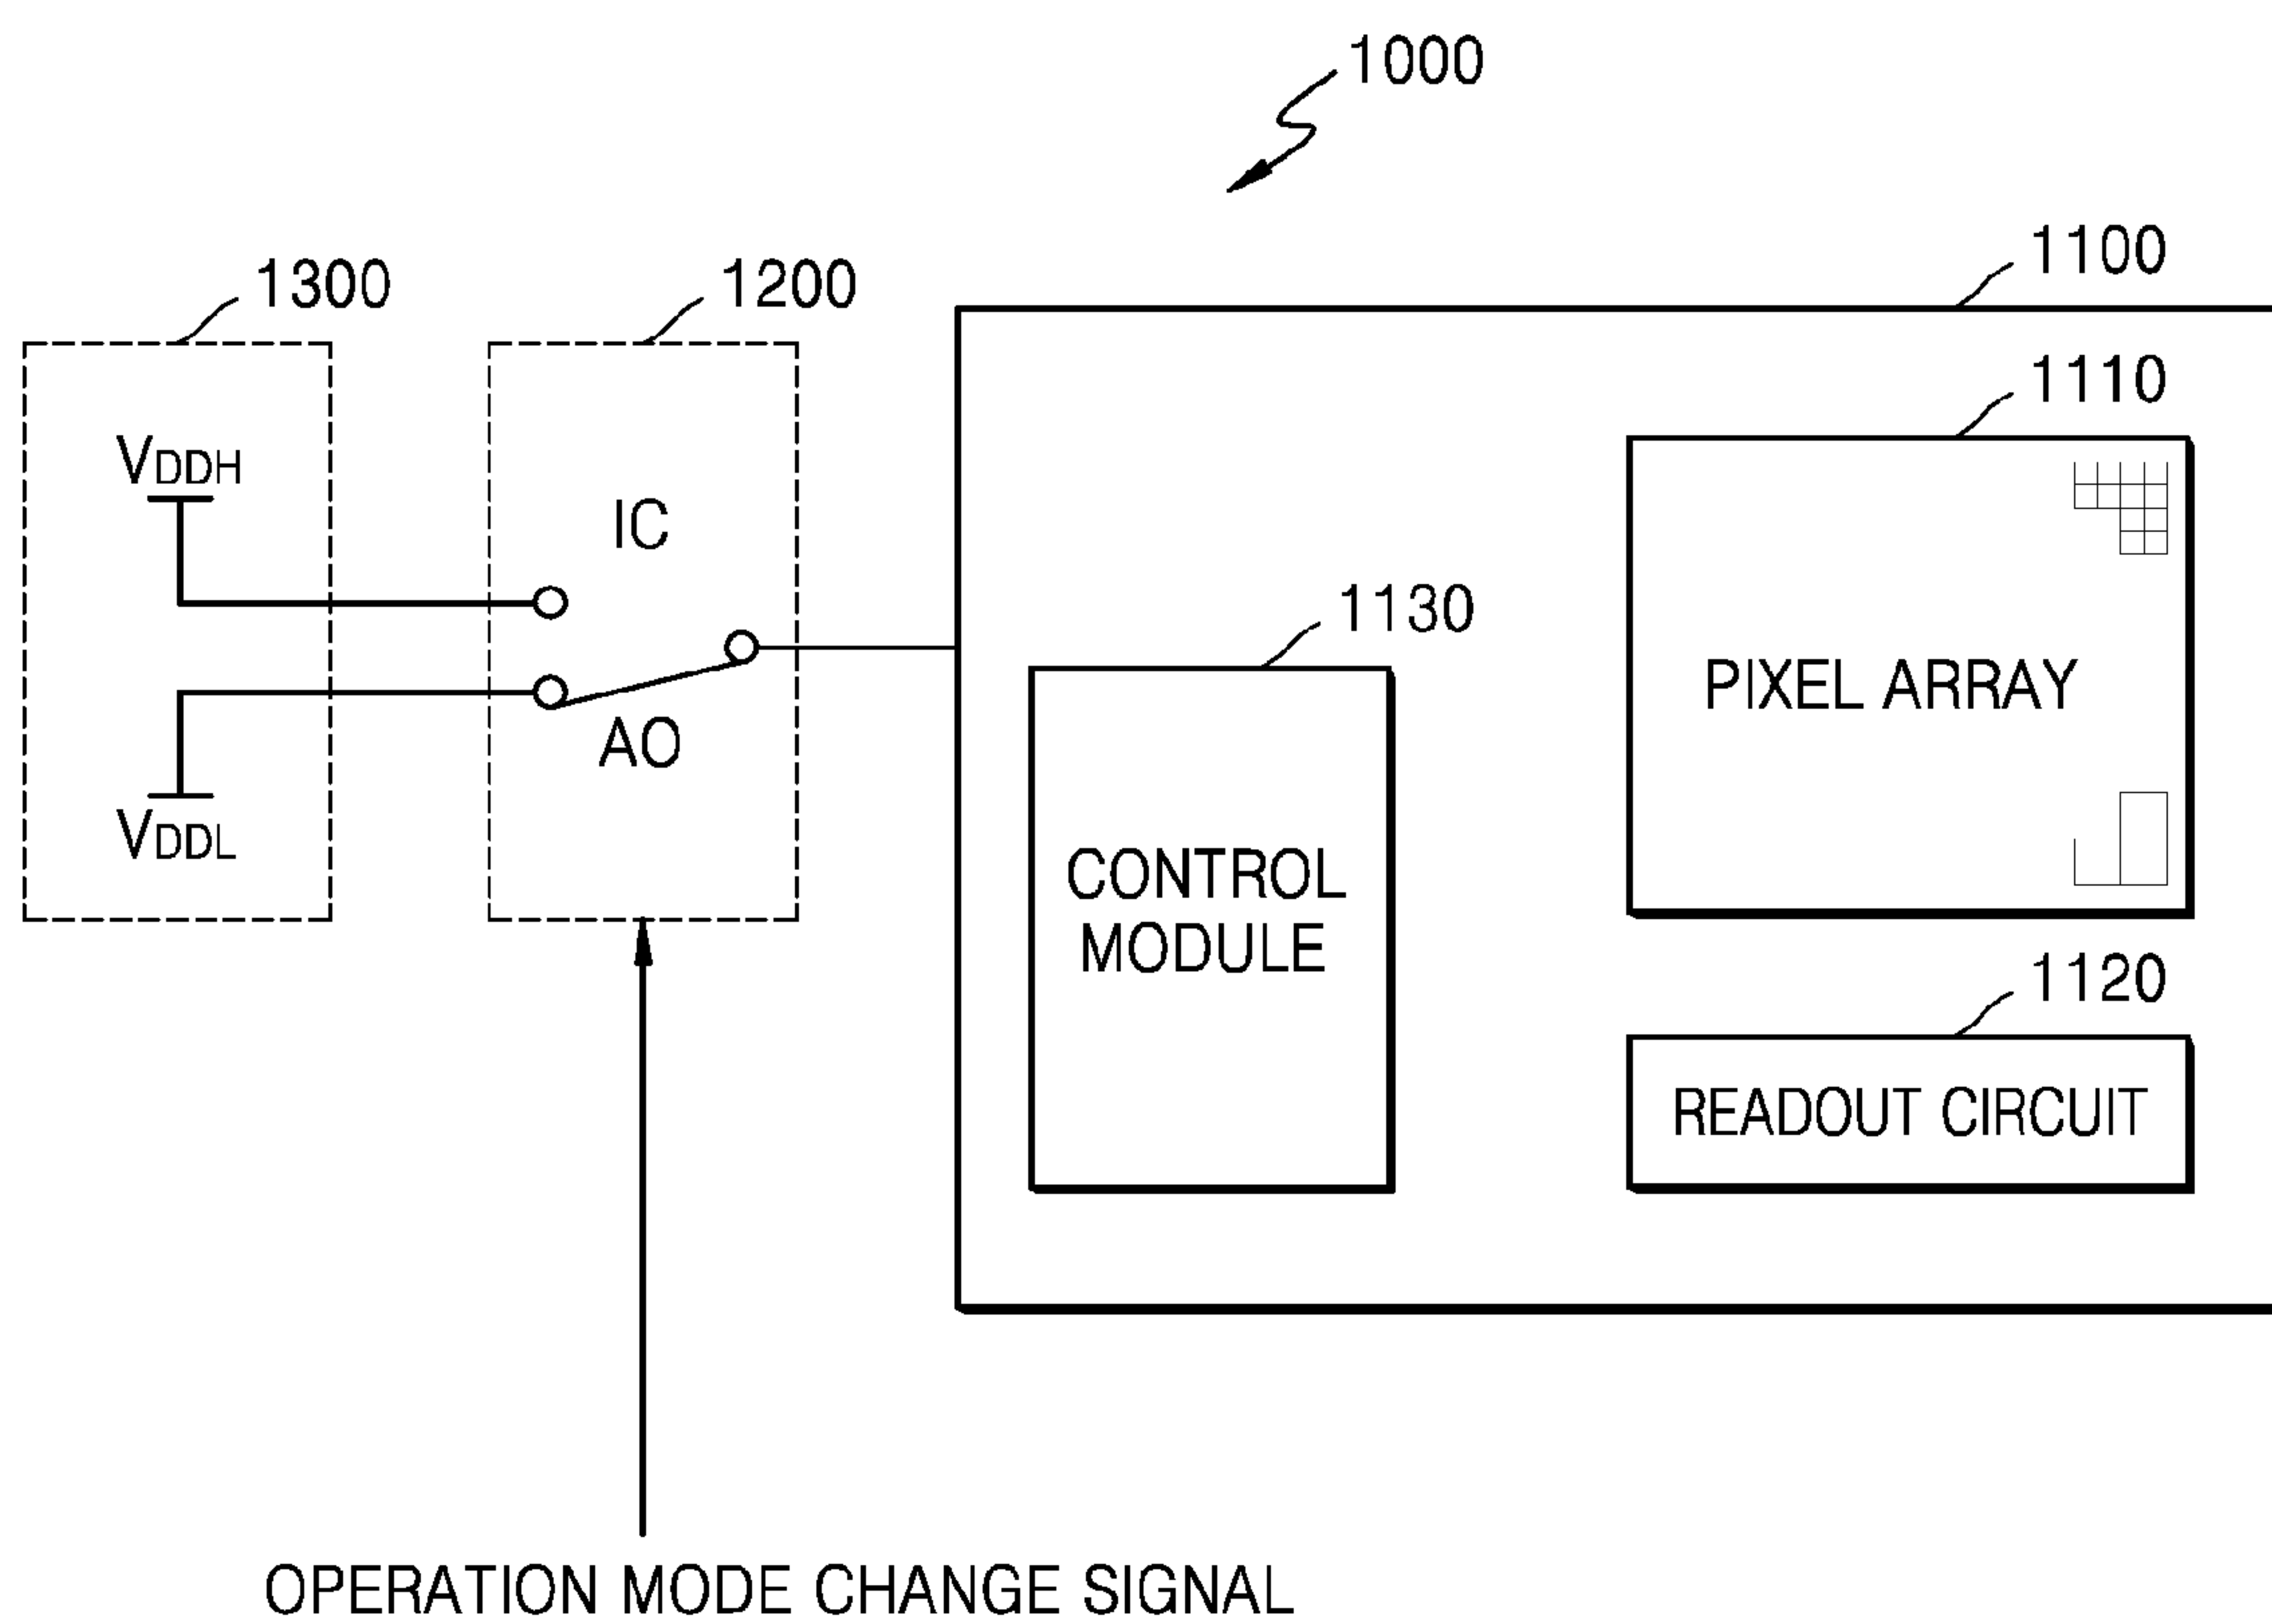 1000
1100
1300
1200
1110
VDDH
IC
1130
PIXEL ARRAY
AO
VDDL
CONTROL
MODULE
1120
READOUT CIRCUIT
OPERATION MODE CHANGE SIGNAL